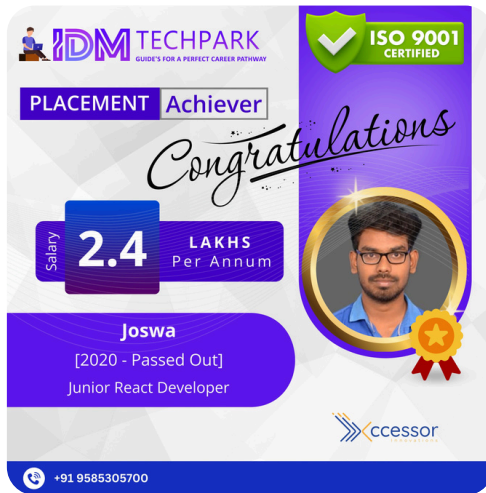 IDM TECHPARK
GUIDE'S FOR A PERFECT CAREER PATHWAY
ISO 9001
CERTIFIED
PLACEMENT Achiever
Congratulations
Salary
2.4
LAKHS
Per Annum
Joswa
[2020 - Passed Out]
Junior React Developer
Xccessor
+91 9585305700